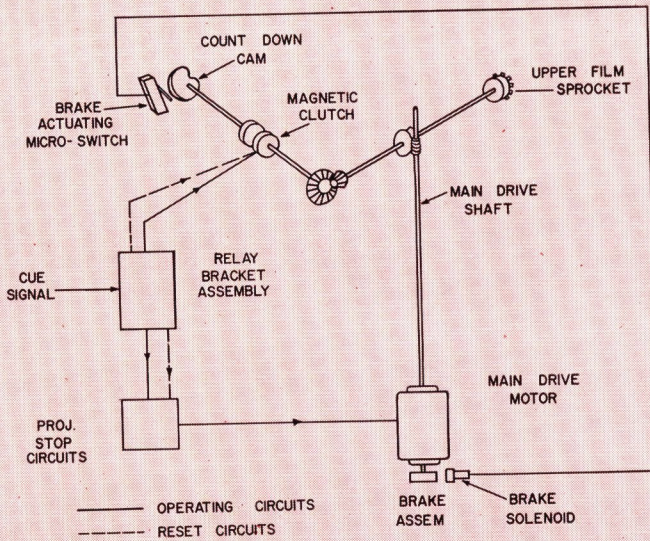 COUNT DOWN
CAM
UPPER FILM
SPROCKET
MAGNETIC
CLUTCH
BRAKE
ACTUATING
MICRO-SWITCH
MAIN DRIVE
SHAFT
RELAY
BRACKET
ASSEMBLY
CUE
SIGNAL
MAIN DRIVE
MOTOR
PROJ.
STOP
CIRCUITS
BRAKE
ASSEM
BRAKE
SOLENOID
OPERATING CIRCUITS
RESET CIRCUITS